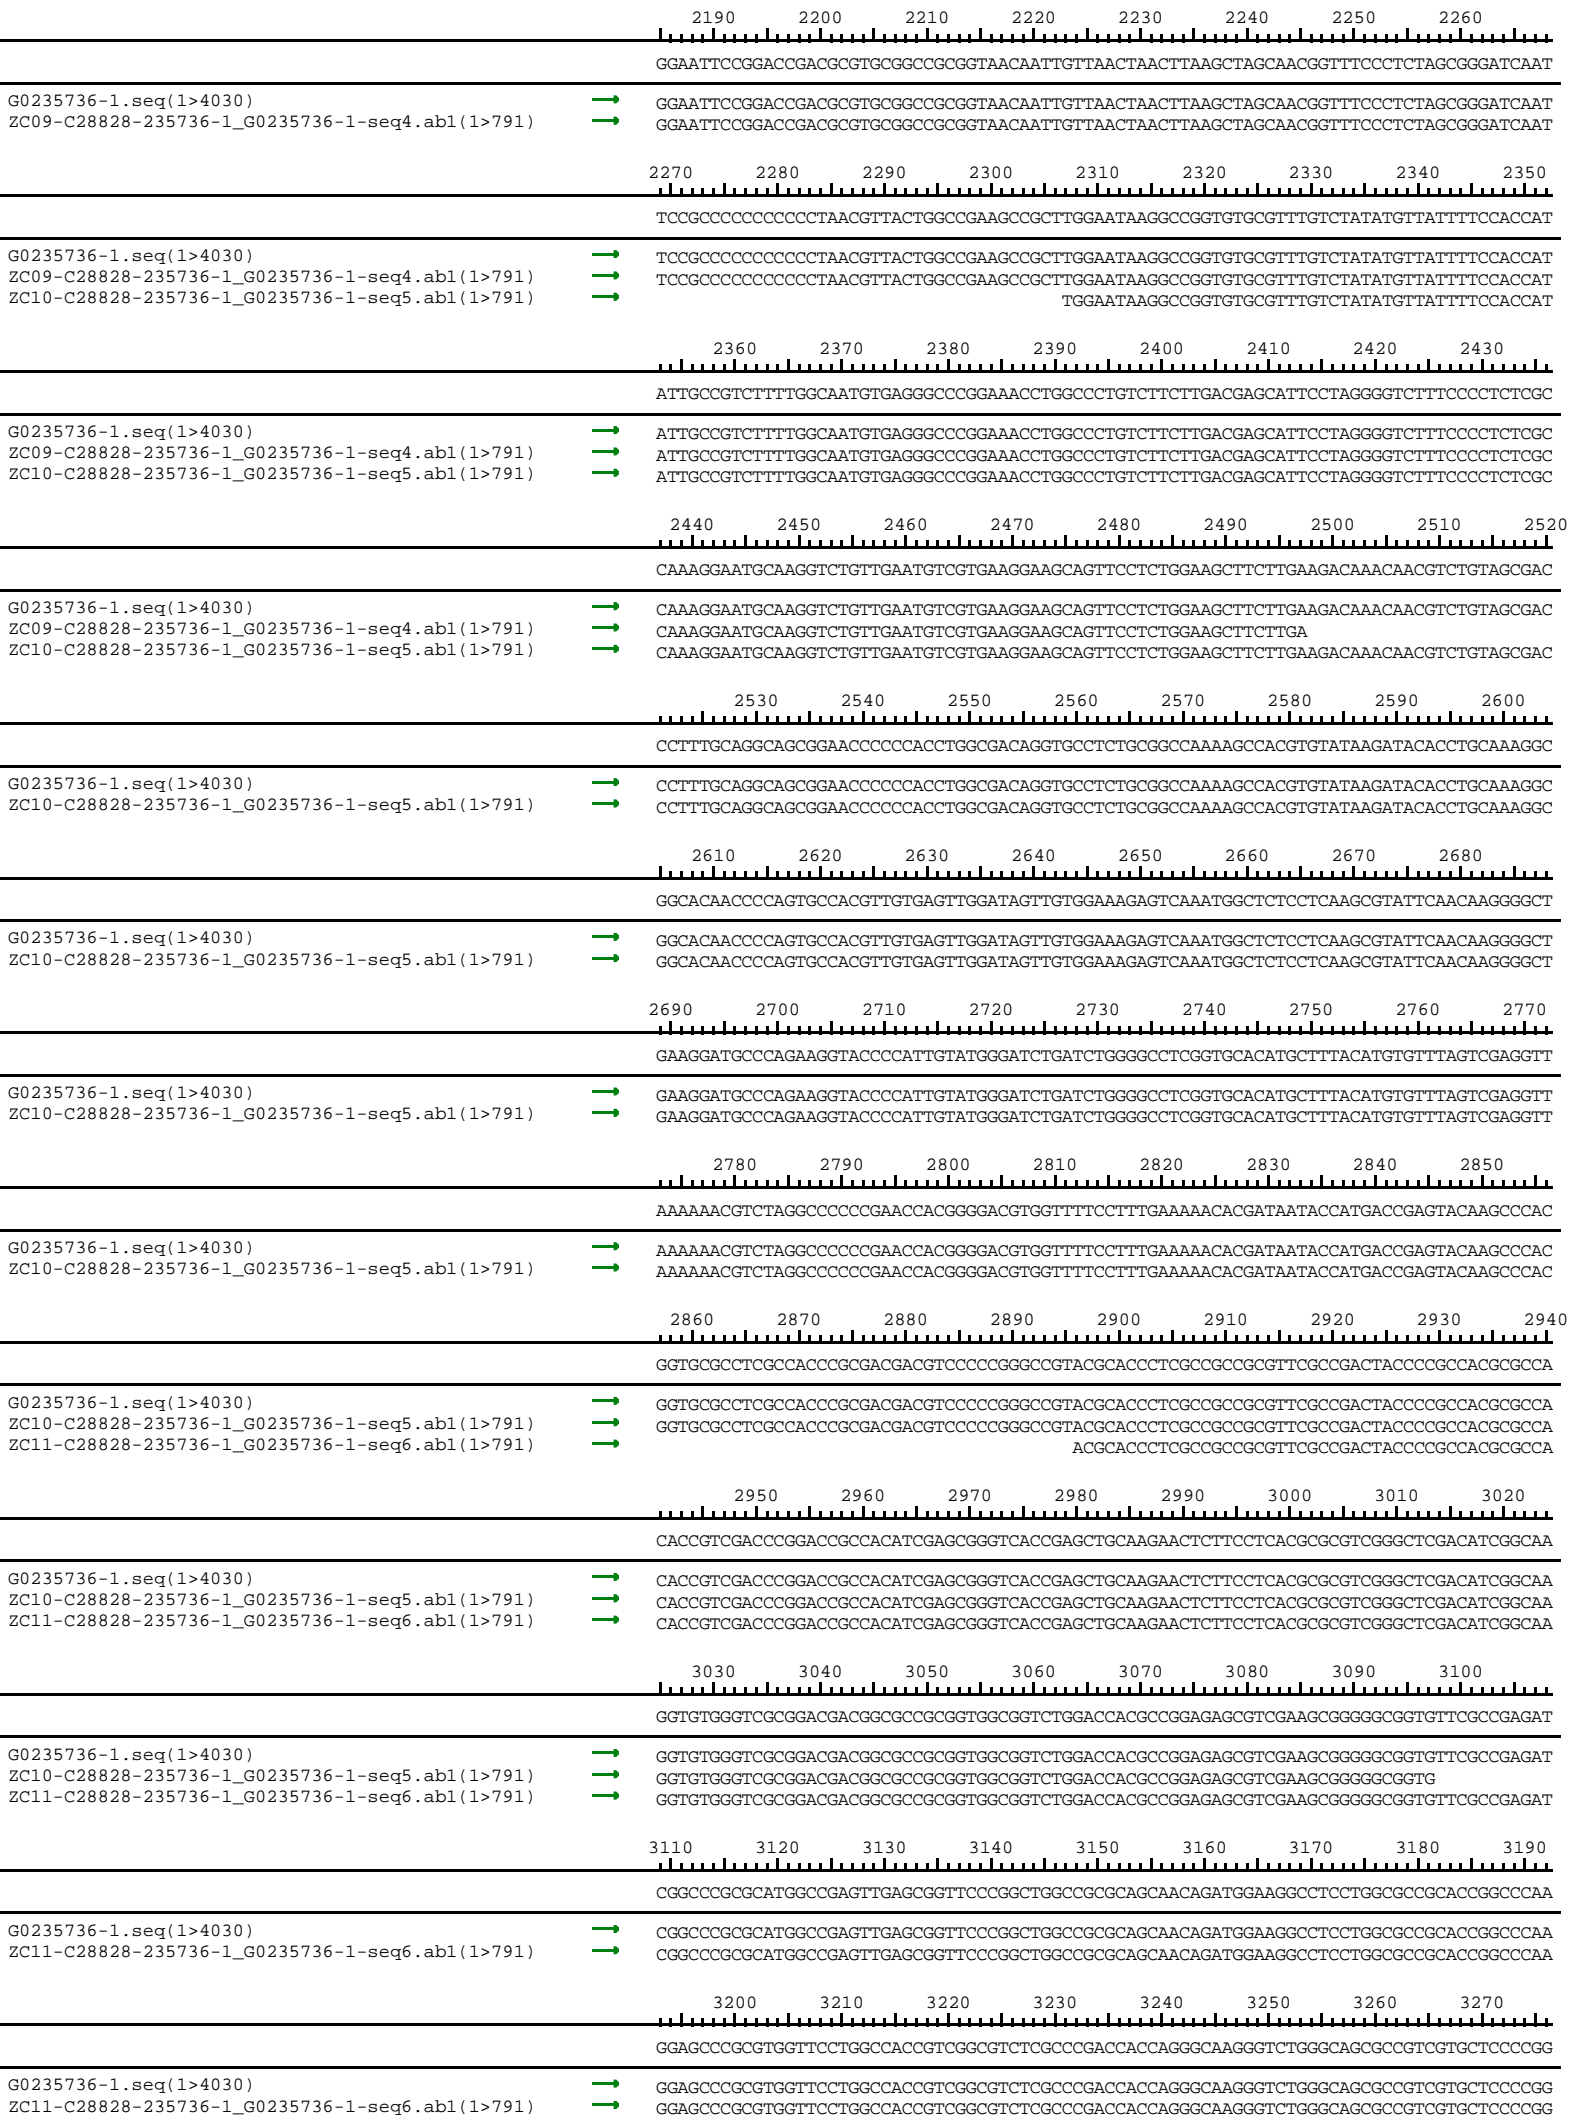 2190 2200 2210 2220 2230 2240 2250 2260
GGAATTCCGGACCGACGCGTGCGGCCGCGGTAACAATTGTTAACTAACTTAAGCTAGCAACGGTTTCCCTCTAGCGGGATCAAT
G0235736-1.seq(1>4030) GGAATTCCGGACCGACGCGTGCGGCCGCGGTAACAATTGTTAACTAACTTAAGCTAGCAACGGTTTCCCTCTAGCGGGATCAAT
ZC09-C28828-235736-1_G0235736-1-seq4.ab1(1>791) GGAATTCCGGACCGACGCGTGCGGCCGCGGTAACAATTGTTAACTAACTTAAGCTAGCAACGGTTTCCCTCTAGCGGGATCAAT
2270 2280 2290 2300 2310 2320 2330 2340 2350
TCCGCCCCCCCCCCCTAACGTTACTGGCCGAAGCCGCTTGGAATAAGGCCGGTGTGCGTTTGTCTATATGTTATTTTCCACCAT
G0235736-1.seq(1>4030) TCCGCCCCCCCCCCCTAACGTTACTGGCCGAAGCCGCTTGGAATAAGGCCGGTGTGCGTTTGTCTATATGTTATTTTCCACCAT
ZC09-C28828-235736-1_G0235736-1-seq4.ab1(1>791) TCCGCCCCCCCCCCCTAACGTTACTGGCCGAAGCCGCTTGGAATAAGGCCGGTGTGCGTTTGTCTATATGTTATTTTCCACCAT
ZC10-C28828-235736-1_G0235736-1-seq5.ab1(1>791) TGGAATAAGGCCGGTGTGCGTTTGTCTATATGTTATTTTCCACCAT
2360 2370 2380 2390 2400 2410 2420 2430
ATTGCCGTCTTTTGGCAATGTGAGGGCCCGGAAACCTGGCCCTGTCTTCTTGACGAGCATTCCTAGGGGTCTTTCCCCTCTCGC
G0235736-1.seq(1>4030) ATTGCCGTCTTTTGGCAATGTGAGGGCCCGGAAACCTGGCCCTGTCTTCTTGACGAGCATTCCTAGGGGTCTTTCCCCTCTCGC
ZC09-C28828-235736-1_G0235736-1-seq4.ab1(1>791) ATTGCCGTCTTTTGGCAATGTGAGGGCCCGGAAACCTGGCCCTGTCTTCTTGACGAGCATTCCTAGGGGTCTTTCCCCTCTCGC
ZC10-C28828-235736-1_G0235736-1-seq5.ab1(1>791) ATTGCCGTCTTTTGGCAATGTGAGGGCCCGGAAACCTGGCCCTGTCTTCTTGACGAGCATTCCTAGGGGTCTTTCCCCTCTCGC
2440 2450 2460 2470 2480 2490 2500 2510 2520
CAAAGGAATGCAAGGTCTGTTGAATGTCGTGAAGGAAGCAGTTCCTCTGGAAGCTTCTTGAAGACAAACAACGTCTGTAGCGAC
G0235736-1.seq(1>4030) CAAAGGAATGCAAGGTCTGTTGAATGTCGTGAAGGAAGCAGTTCCTCTGGAAGCTTCTTGAAGACAAACAACGTCTGTAGCGAC
ZC09-C28828-235736-1_G0235736-1-seq4.ab1(1>791) CAAAGGAATGCAAGGTCTGTTGAATGTCGTGAAGGAAGCAGTTCCTCTGGAAGCTTCTTGA
ZC10-C28828-235736-1_G0235736-1-seq5.ab1(1>791) CAAAGGAATGCAAGGTCTGTTGAATGTCGTGAAGGAAGCAGTTCCTCTGGAAGCTTCTTGAAGACAAACAACGTCTGTAGCGAC
2530 2540 2550 2560 2570 2580 2590 2600
CCTTTGCAGGCAGCGGAACCCCCCACCTGGCGACAGGTGCCTCTGCGGCCAAAAGCCACGTGTATAAGATACACCTGCAAAGGC
G0235736-1.seq(1>4030) CCTTTGCAGGCAGCGGAACCCCCCACCTGGCGACAGGTGCCTCTGCGGCCAAAAGCCACGTGTATAAGATACACCTGCAAAGGC
ZC10-C28828-235736-1_G0235736-1-seq5.ab1(1>791) CCTTTGCAGGCAGCGGAACCCCCCACCTGGCGACAGGTGCCTCTGCGGCCAAAAGCCACGTGTATAAGATACACCTGCAAAGGC
2610 2620 2630 2640 2650 2660 2670 2680
GGCACAACCCCAGTGCCACGTTGTGAGTTGGATAGTTGTGGAAAGAGTCAAATGGCTCTCCTCAAGCGTATTCAACAAGGGGCT
G0235736-1.seq(1>4030) GGCACAACCCCAGTGCCACGTTGTGAGTTGGATAGTTGTGGAAAGAGTCAAATGGCTCTCCTCAAGCGTATTCAACAAGGGGCT
ZC10-C28828-235736-1_G0235736-1-seq5.ab1(1>791) GGCACAACCCCAGTGCCACGTTGTGAGTTGGATAGTTGTGGAAAGAGTCAAATGGCTCTCCTCAAGCGTATTCAACAAGGGGCT
2690 2700 2710 2720 2730 2740 2750 2760 2770
GAAGGATGCCCAGAAGGTACCCCATTGTATGGGATCTGATCTGGGGCCTCGGTGCACATGCTTTACATGTGTTTAGTCGAGGTT
G0235736-1.seq(1>4030) GAAGGATGCCCAGAAGGTACCCCATTGTATGGGATCTGATCTGGGGCCTCGGTGCACATGCTTTACATGTGTTTAGTCGAGGTT
ZC10-C28828-235736-1_G0235736-1-seq5.ab1(1>791) GAAGGATGCCCAGAAGGTACCCCATTGTATGGGATCTGATCTGGGGCCTCGGTGCACATGCTTTACATGTGTTTAGTCGAGGTT
2780 2790 2800 2810 2820 2830 2840 2850
AAAAAACGTCTAGGCCCCCCGAACCACGGGGACGTGGTTTTCCTTTGAAAAACACGATAATACCATGACCGAGTACAAGCCCAC
G0235736-1.seq(1>4030) AAAAAACGTCTAGGCCCCCCGAACCACGGGGACGTGGTTTTCCTTTGAAAAACACGATAATACCATGACCGAGTACAAGCCCAC
ZC10-C28828-235736-1_G0235736-1-seq5.ab1(1>791) AAAAAACGTCTAGGCCCCCCGAACCACGGGGACGTGGTTTTCCTTTGAAAAACACGATAATACCATGACCGAGTACAAGCCCAC
2860 2870 2880 2890 2900 2910 2920 2930 2940
GGTGCGCCTCGCCACCCGCGACGACGTCCCCCGGGCCGTACGCACCCTCGCCGCCGCGTTCGCCGACTACCCCGCCACGCGCCA
G0235736-1.seq(1>4030) GGTGCGCCTCGCCACCCGCGACGACGTCCCCCGGGCCGTACGCACCCTCGCCGCCGCGTTCGCCGACTACCCCGCCACGCGCCA
ZC10-C28828-235736-1_G0235736-1-seq5.ab1(1>791) GGTGCGCCTCGCCACCCGCGACGACGTCCCCCGGGCCGTACGCACCCTCGCCGCCGCGTTCGCCGACTACCCCGCCACGCGCCA
ZC11-C28828-235736-1_G0235736-1-seq6.ab1(1>791) ACGCACCCTCGCCGCCGCGTTCGCCGACTACCCCGCCACGCGCCA
2950 2960 2970 2980 2990 3000 3010 3020
CACCGTCGACCCGGACCGCCACATCGAGCGGGTCACCGAGCTGCAAGAACTCTTCCTCACGCGCGTCGGGCTCGACATCGGCAA
G0235736-1.seq(1>4030) CACCGTCGACCCGGACCGCCACATCGAGCGGGTCACCGAGCTGCAAGAACTCTTCCTCACGCGCGTCGGGCTCGACATCGGCAA
ZC10-C28828-235736-1_G0235736-1-seq5.ab1(1>791) CACCGTCGACCCGGACCGCCACATCGAGCGGGTCACCGAGCTGCAAGAACTCTTCCTCACGCGCGTCGGGCTCGACATCGGCAA
ZC11-C28828-235736-1_G0235736-1-seq6.ab1(1>791) CACCGTCGACCCGGACCGCCACATCGAGCGGGTCACCGAGCTGCAAGAACTCTTCCTCACGCGCGTCGGGCTCGACATCGGCAA
3030 3040 3050 3060 3070 3080 3090 3100
GGTGTGGGTCGCGGACGACGGCGCCGCGGTGGCGGTCTGGACCACGCCGGAGAGCGTCGAAGCGGGGGCGGTGTTCGCCGAGAT
G0235736-1.seq(1>4030) GGTGTGGGTCGCGGACGACGGCGCCGCGGTGGCGGTCTGGACCACGCCGGAGAGCGTCGAAGCGGGGGCGGTGTTCGCCGAGAT
ZC10-C28828-235736-1_G0235736-1-seq5.ab1(1>791) GGTGTGGGTCGCGGACGACGGCGCCGCGGTGGCGGTCTGGACCACGCCGGAGAGCGTCGAAGCGGGGGCGGTG
ZC11-C28828-235736-1_G0235736-1-seq6.ab1(1>791) GGTGTGGGTCGCGGACGACGGCGCCGCGGTGGCGGTCTGGACCACGCCGGAGAGCGTCGAAGCGGGGGCGGTGTTCGCCGAGAT
3110 3120 3130 3140 3150 3160 3170 3180 3190
CGGCCCGCGCATGGCCGAGTTGAGCGGTTCCCGGCTGGCCGCGCAGCAACAGATGGAAGGCCTCCTGGCGCCGCACCGGCCCAA
G0235736-1.seq(1>4030) CGGCCCGCGCATGGCCGAGTTGAGCGGTTCCCGGCTGGCCGCGCAGCAACAGATGGAAGGCCTCCTGGCGCCGCACCGGCCCAA
ZC11-C28828-235736-1_G0235736-1-seq6.ab1(1>791) CGGCCCGCGCATGGCCGAGTTGAGCGGTTCCCGGCTGGCCGCGCAGCAACAGATGGAAGGCCTCCTGGCGCCGCACCGGCCCAA
3200 3210 3220 3230 3240 3250 3260 3270
GGAGCCCGCGTGGTTCCTGGCCACCGTCGGCGTCTCGCCCGACCACCAGGGCAAGGGTCTGGGCAGCGCCGTCGTGCTCCCCGG
G0235736-1.seq(1>4030) GGAGCCCGCGTGGTTCCTGGCCACCGTCGGCGTCTCGCCCGACCACCAGGGCAAGGGTCTGGGCAGCGCCGTCGTGCTCCCCGG
ZC11-C28828-235736-1_G0235736-1-seq6.ab1(1>791) GGAGCCCGCGTGGTTCCTGGCCACCGTCGGCGTCTCGCCCGACCACCAGGGCAAGGGTCTGGGCAGCGCCGTCGTGCTCCCCGG